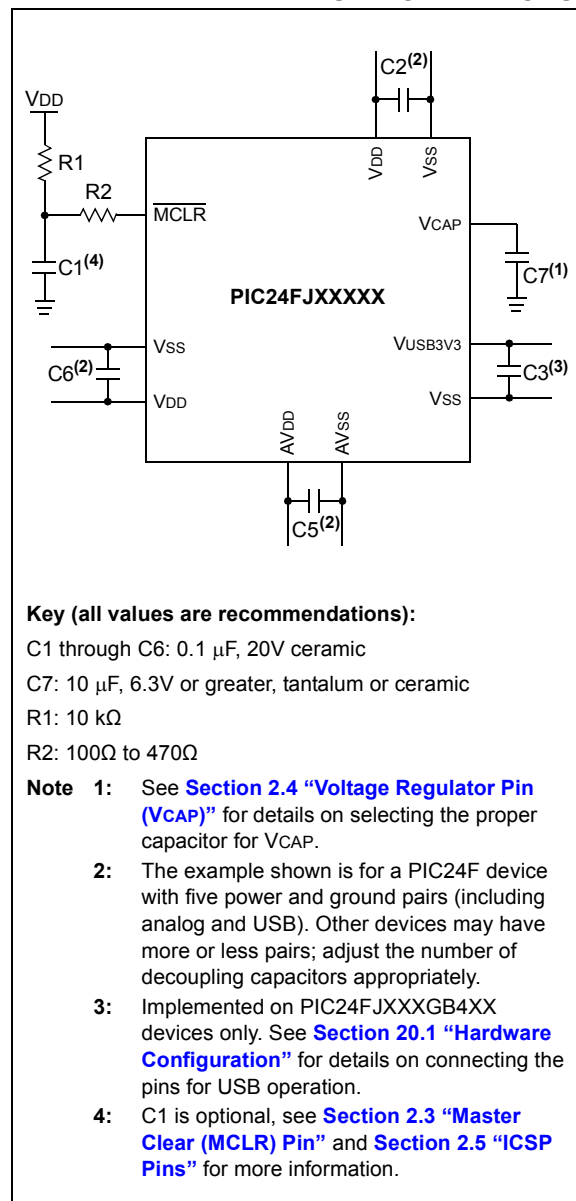 C2(2)
VDD
VDD
VSS
R1
R2
MCLR
VCAP
C1(4)
C7(1)
PIC24FJXXXXX
VSS
VUSB3V3
C6(2)
C3(3)
VDD
VSS
AVDD
AVSS
C5(2)
Key (all values are recommendations):
C1 through C6: 0.1 μF, 20V ceramic
C7: 10 μF, 6.3V or greater, tantalum or ceramic
R1: 10 kΩ
R2: 100Ω to 470Ω
Note 1: See Section 2.4 “Voltage Regulator Pin
(VCAP)” for details on selecting the proper
capacitor for VCAP.
2: The example shown is for a PIC24F device
with five power and ground pairs (including
analog and USB). Other devices may have
more or less pairs; adjust the number of
decoupling capacitors appropriately.
3: Implemented on PIC24FJXXXGB4XX
devices only. See Section 20.1 “Hardware
Configuration” for details on connecting the
pins for USB operation.
4: C1 is optional, see Section 2.3 “Master
Clear (MCLR) Pin” and Section 2.5 “ICSP
Pins” for more information.